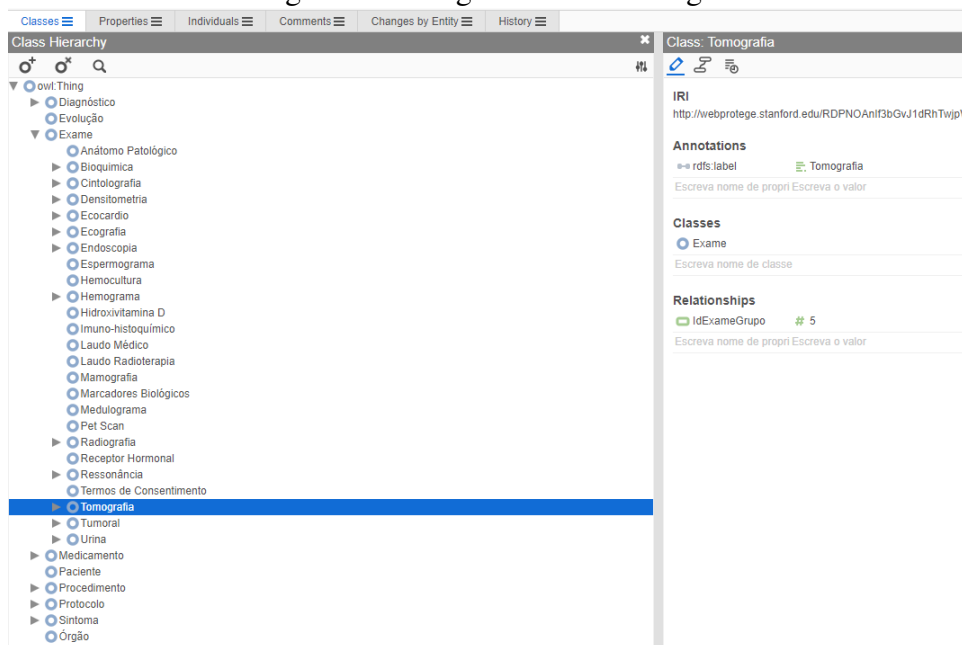 Classes
Properties
Individuals
Comments
Changes by Entity
History
Class Hierarchy
owl:Thing
Diagnóstico
Evolução
Exame
Anátomo Patológico
Bioquimica
Cintolografia
Densitometria
Ecocardio
Ecografia
Endoscopia
Espermograma
Hemocultura
Hemograma
Hidroxivitamina D
Imuno-histoquímico
Laudo Médico
Laudo Radioterapia
Mamografia
Marcadores Biológicos
Medulograma
Pet Scan
Radiografia
Receptor Hormonal
Ressonância
Termos de Consentimento
Tomografia
Tumoral
Urina
Medicamento
Paciente
Procedimento
Protocolo
Sintoma
Órgão
Class: Tomografia
IRI
http://webprotege.stanford.edu/RDPNOAnlf3bGvJ1dRhTwjpV
Annotations
rdfs:label Tomografia
Escreva nome de propri Escreva o valor
Classes
Exame
Escreva nome de classe
Relationships
IdExameGrupo # 5
Escreva nome de propri Escreva o valor